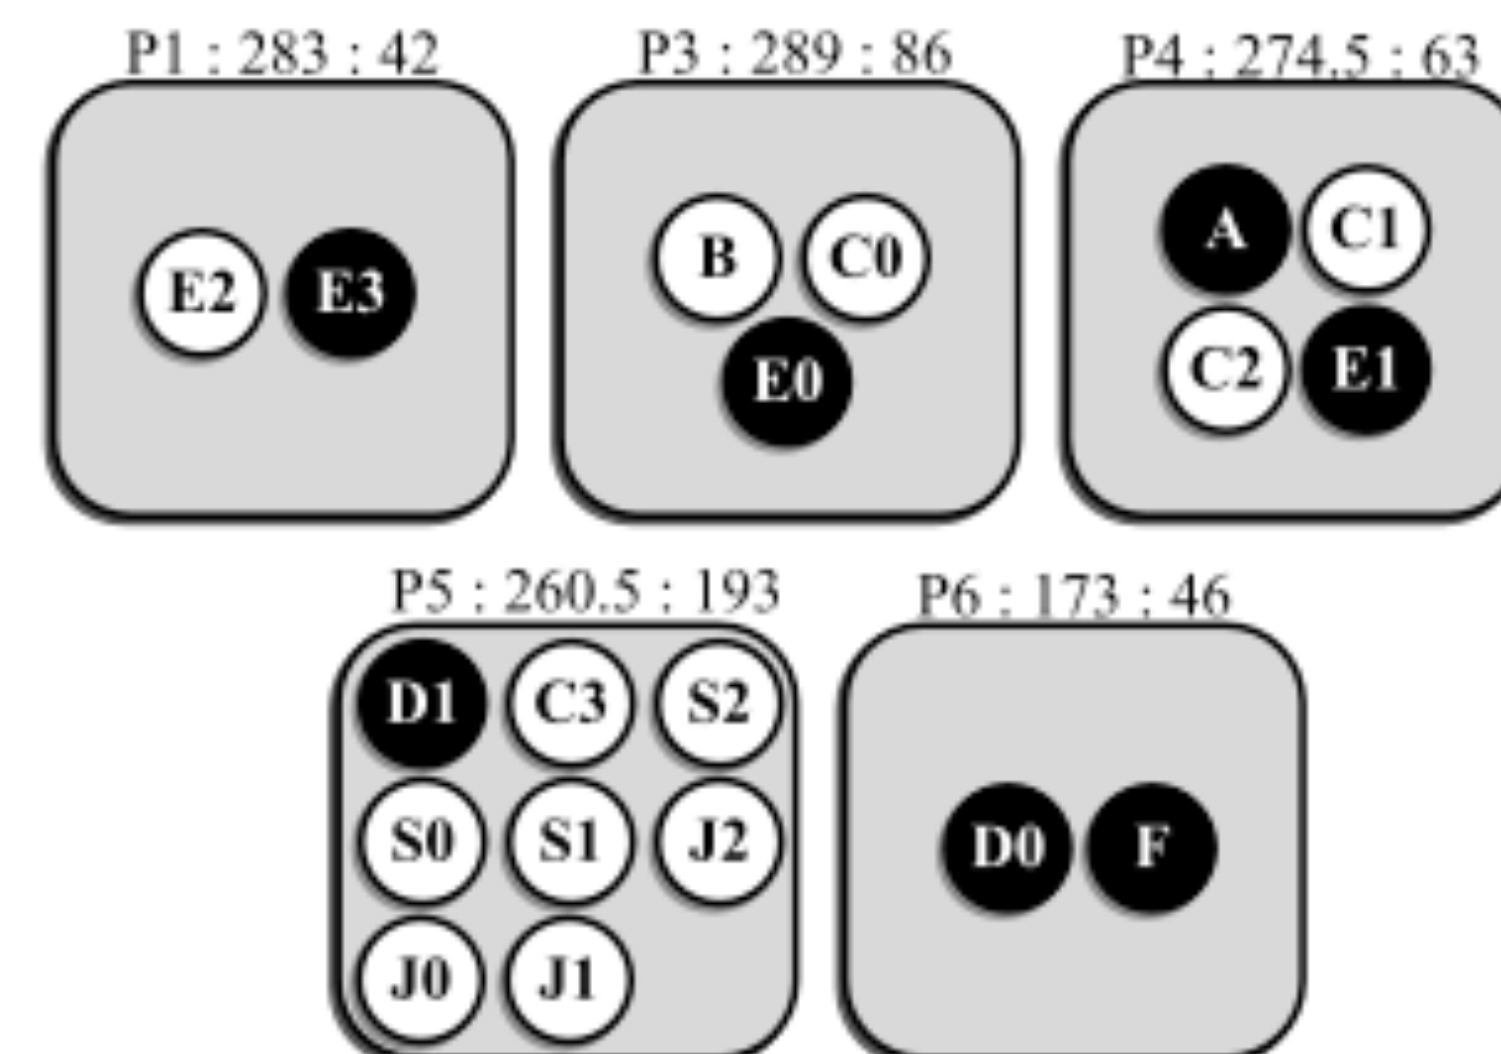 P1 : 283 : 42
P3 : 289 : 86
P4 : 274.5 : 63
E2 E3
B C0
E0
A C1
C2 E1
P5 : 260.5 : 193
P6 : 173 : 46
D1 C3 S2
S0 S1 J2
J0 J1
D0 F